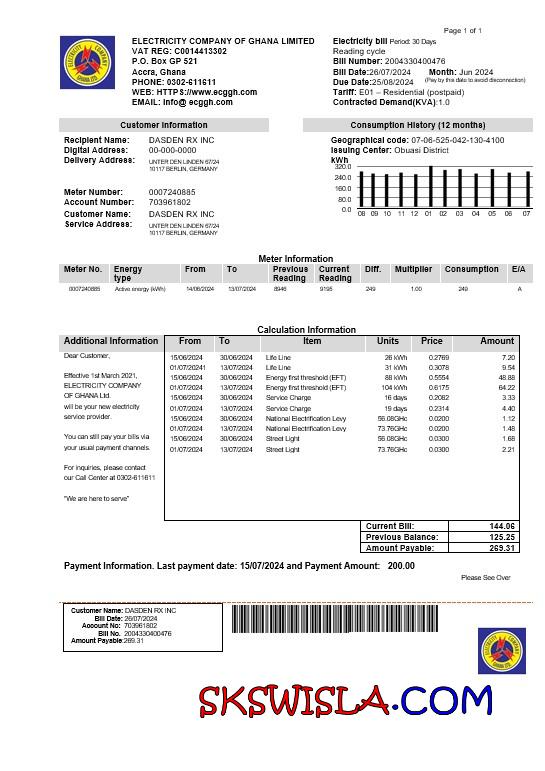 Page 1 of 1
ELECTRICITY COMPANY OF GHANA LIMITED
VAT REG: C0014413302
P.O. Box GP 521
Accra, Ghana
PHONE: 0302-611611
WEB: HTTPS://www.ecggh.com
EMAIL: Info@ ecggh.com
Electricity bill Period: 30 Days
Reading cycle
Bill Number: 2004330400476
Bill Date:26/07/2024 Month: Jun 2024
Due Date:25/08/2024 (Pay by this date to avoid disconnection)
Tariff: E01 – Residential (postpaid)
Contracted Demand(KVA):1.0
Customer Information
Recipient Name: DASDEN RX INC
Digital Address: 00-000-0000
Delivery Address: UNTER DEN LINDEN 67/24
10117 BERLIN, GERMANY
Meter Number: 0007240885
Account Number: 703961802
Customer Name: DASDEN RX INC
Service Address: UNTER DEN LINDEN 67/24
10117 BERLIN, GERMANY
Consumption History (12 months)
Geographical code: 07-06-525-042-130-4100
Issuing Center: Obuasi District
kWh
320.0
240.0
160.0
80.0
0.0
08 09 10 11 12 01 02 03 04 05 06 07
Meter Information
Meter No. Energy type From To Previous Reading Current Reading Diff. Multiplier Consumption E/A
0007240885 Active energy (kWh) 14/06/2024 13/07/2024 8946 9195 249 1.00 249 A
Calculation Information
Additional Information
Dear Customer,
Effective 1st March 2021,
ELECTRICITY COMPANY
OF GHANA Ltd.
will be your new electricity
service provider.
You can still pay your bills via
your usual payment channels.
For inquiries, please contact
our Call Center at 0302-611611
"We are here to serve"
From To Item Units Price Amount
15/06/2024 30/06/2024 Life Line 26 kWh 0.2769 7.20
01/07/20241 13/07/2024 Life Line 31 kWh 0.3078 9.54
15/06/2024 30/06/2024 Energy first threshold (EFT) 88 kWh 0.5554 48.88
01/07/2024 13/07/2024 Energy first threshold (EFT) 104 kWh 0.6175 64.22
15/06/2024 30/06/2024 Service Charge 16 days 0.2082 3.33
01/07/2024 13/07/2024 Service Charge 19 days 0.2314 4.40
15/06/2024 30/06/2024 National Electrification Levy 56.08GHc 0.0200 1.12
01/07/2024 13/07/2024 National Electrification Levy 73.76GHc 0.0200 1.48
15/06/2024 30/06/2024 Street Light 56.08GHc 0.0300 1.68
01/07/2024 13/07/2024 Street Light 73.76GHc 0.0300 2.21
Current Bill: 144.06
Previous Balance: 125.25
Amount Payable: 269.31
Payment Information. Last payment date: 15/07/2024 and Payment Amount: 200.00
Please See Over
Customer Name: DASDEN RX INC
Bill Date: 26/07/2024
Account No: 703961802
Bill No. 2004330400476
Amount Payable:269.31
SKSWISLA.COM